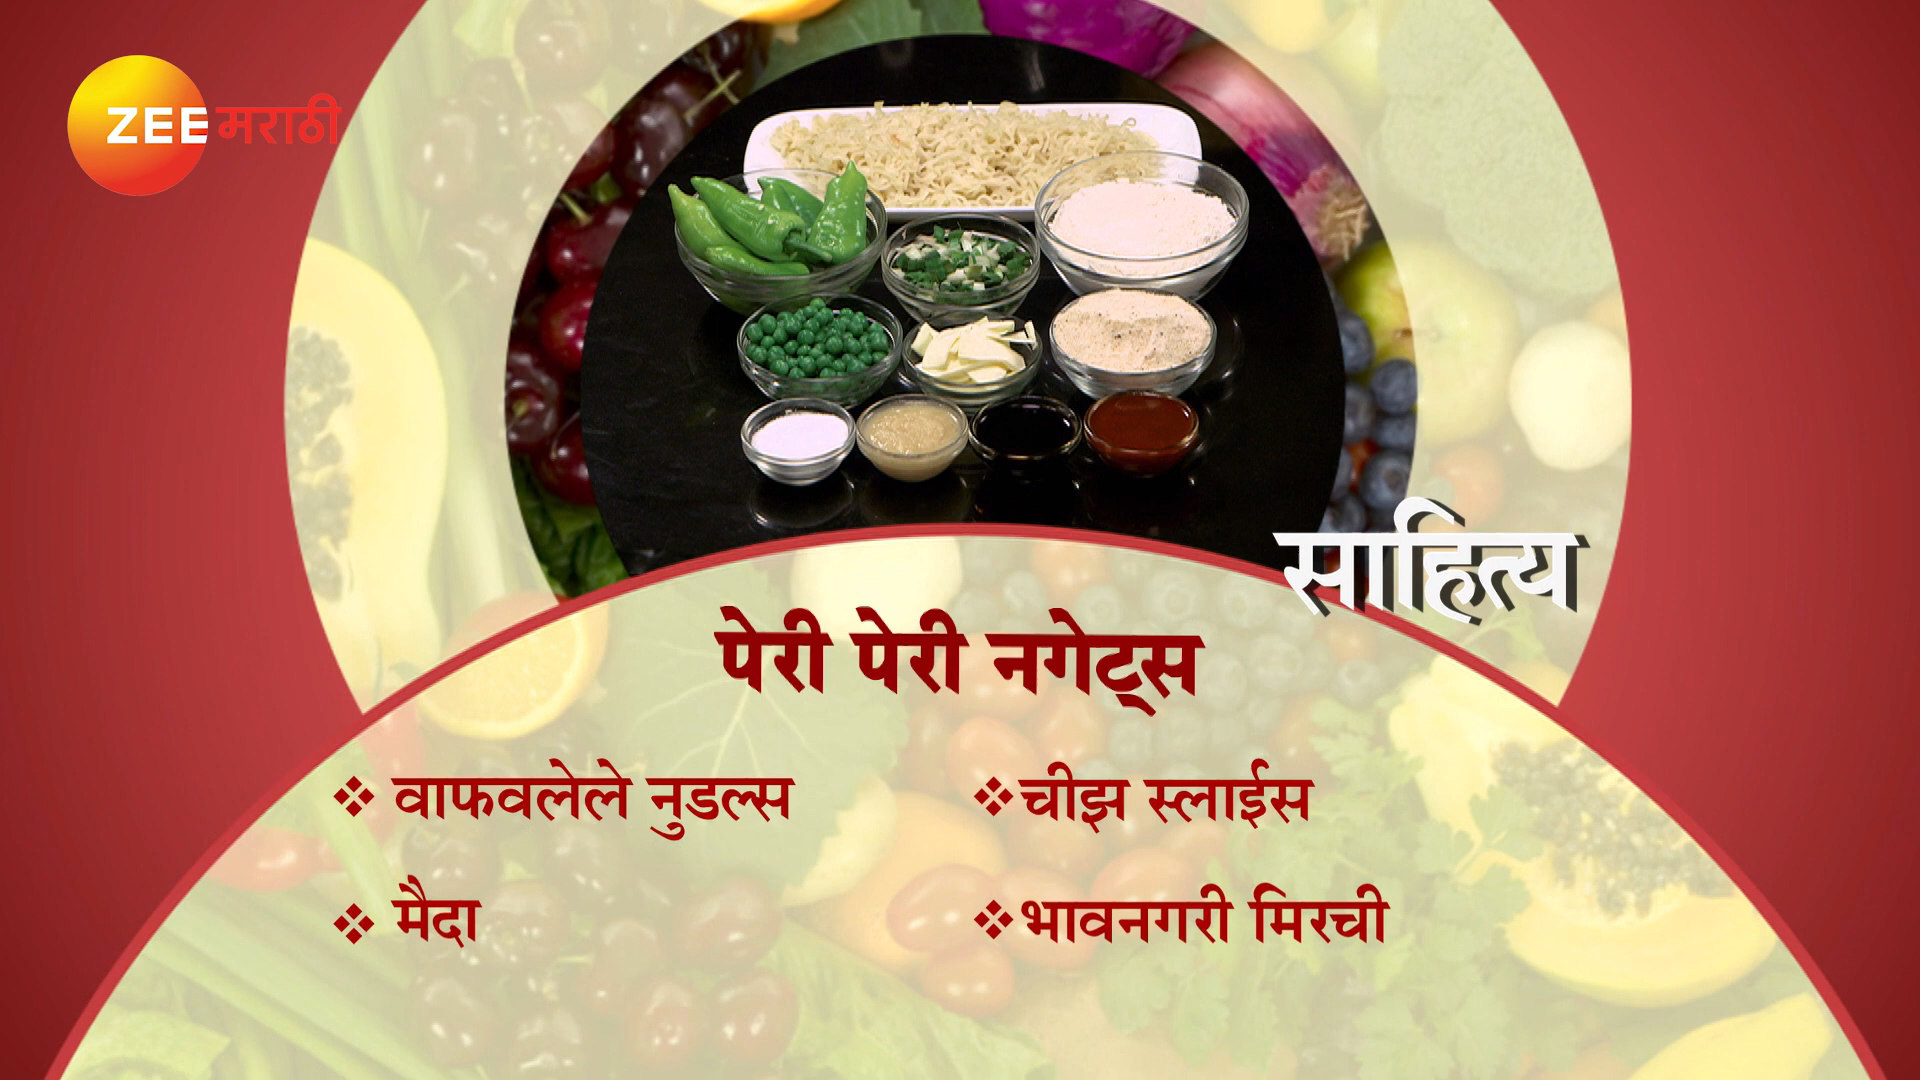 ZEE मराठी
साहित्य
पेरी पेरी नगेट्स
❖ वाफवलेले नुडल्स
❖ मैदा
❖ चीझ स्लाईस
❖ भावनगरी मिरची